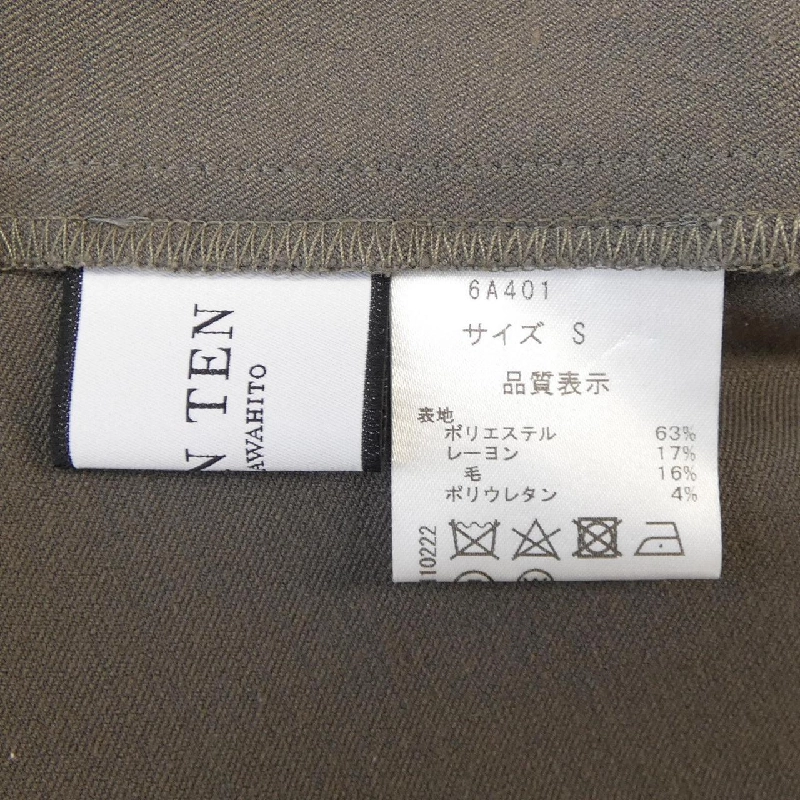 N TEN
AWAHITO
6A401
サイズ S
品質表示
表地
ポリエステル 63%
レーヨン 17%
毛 16%
ポリウレタン 4%
10222